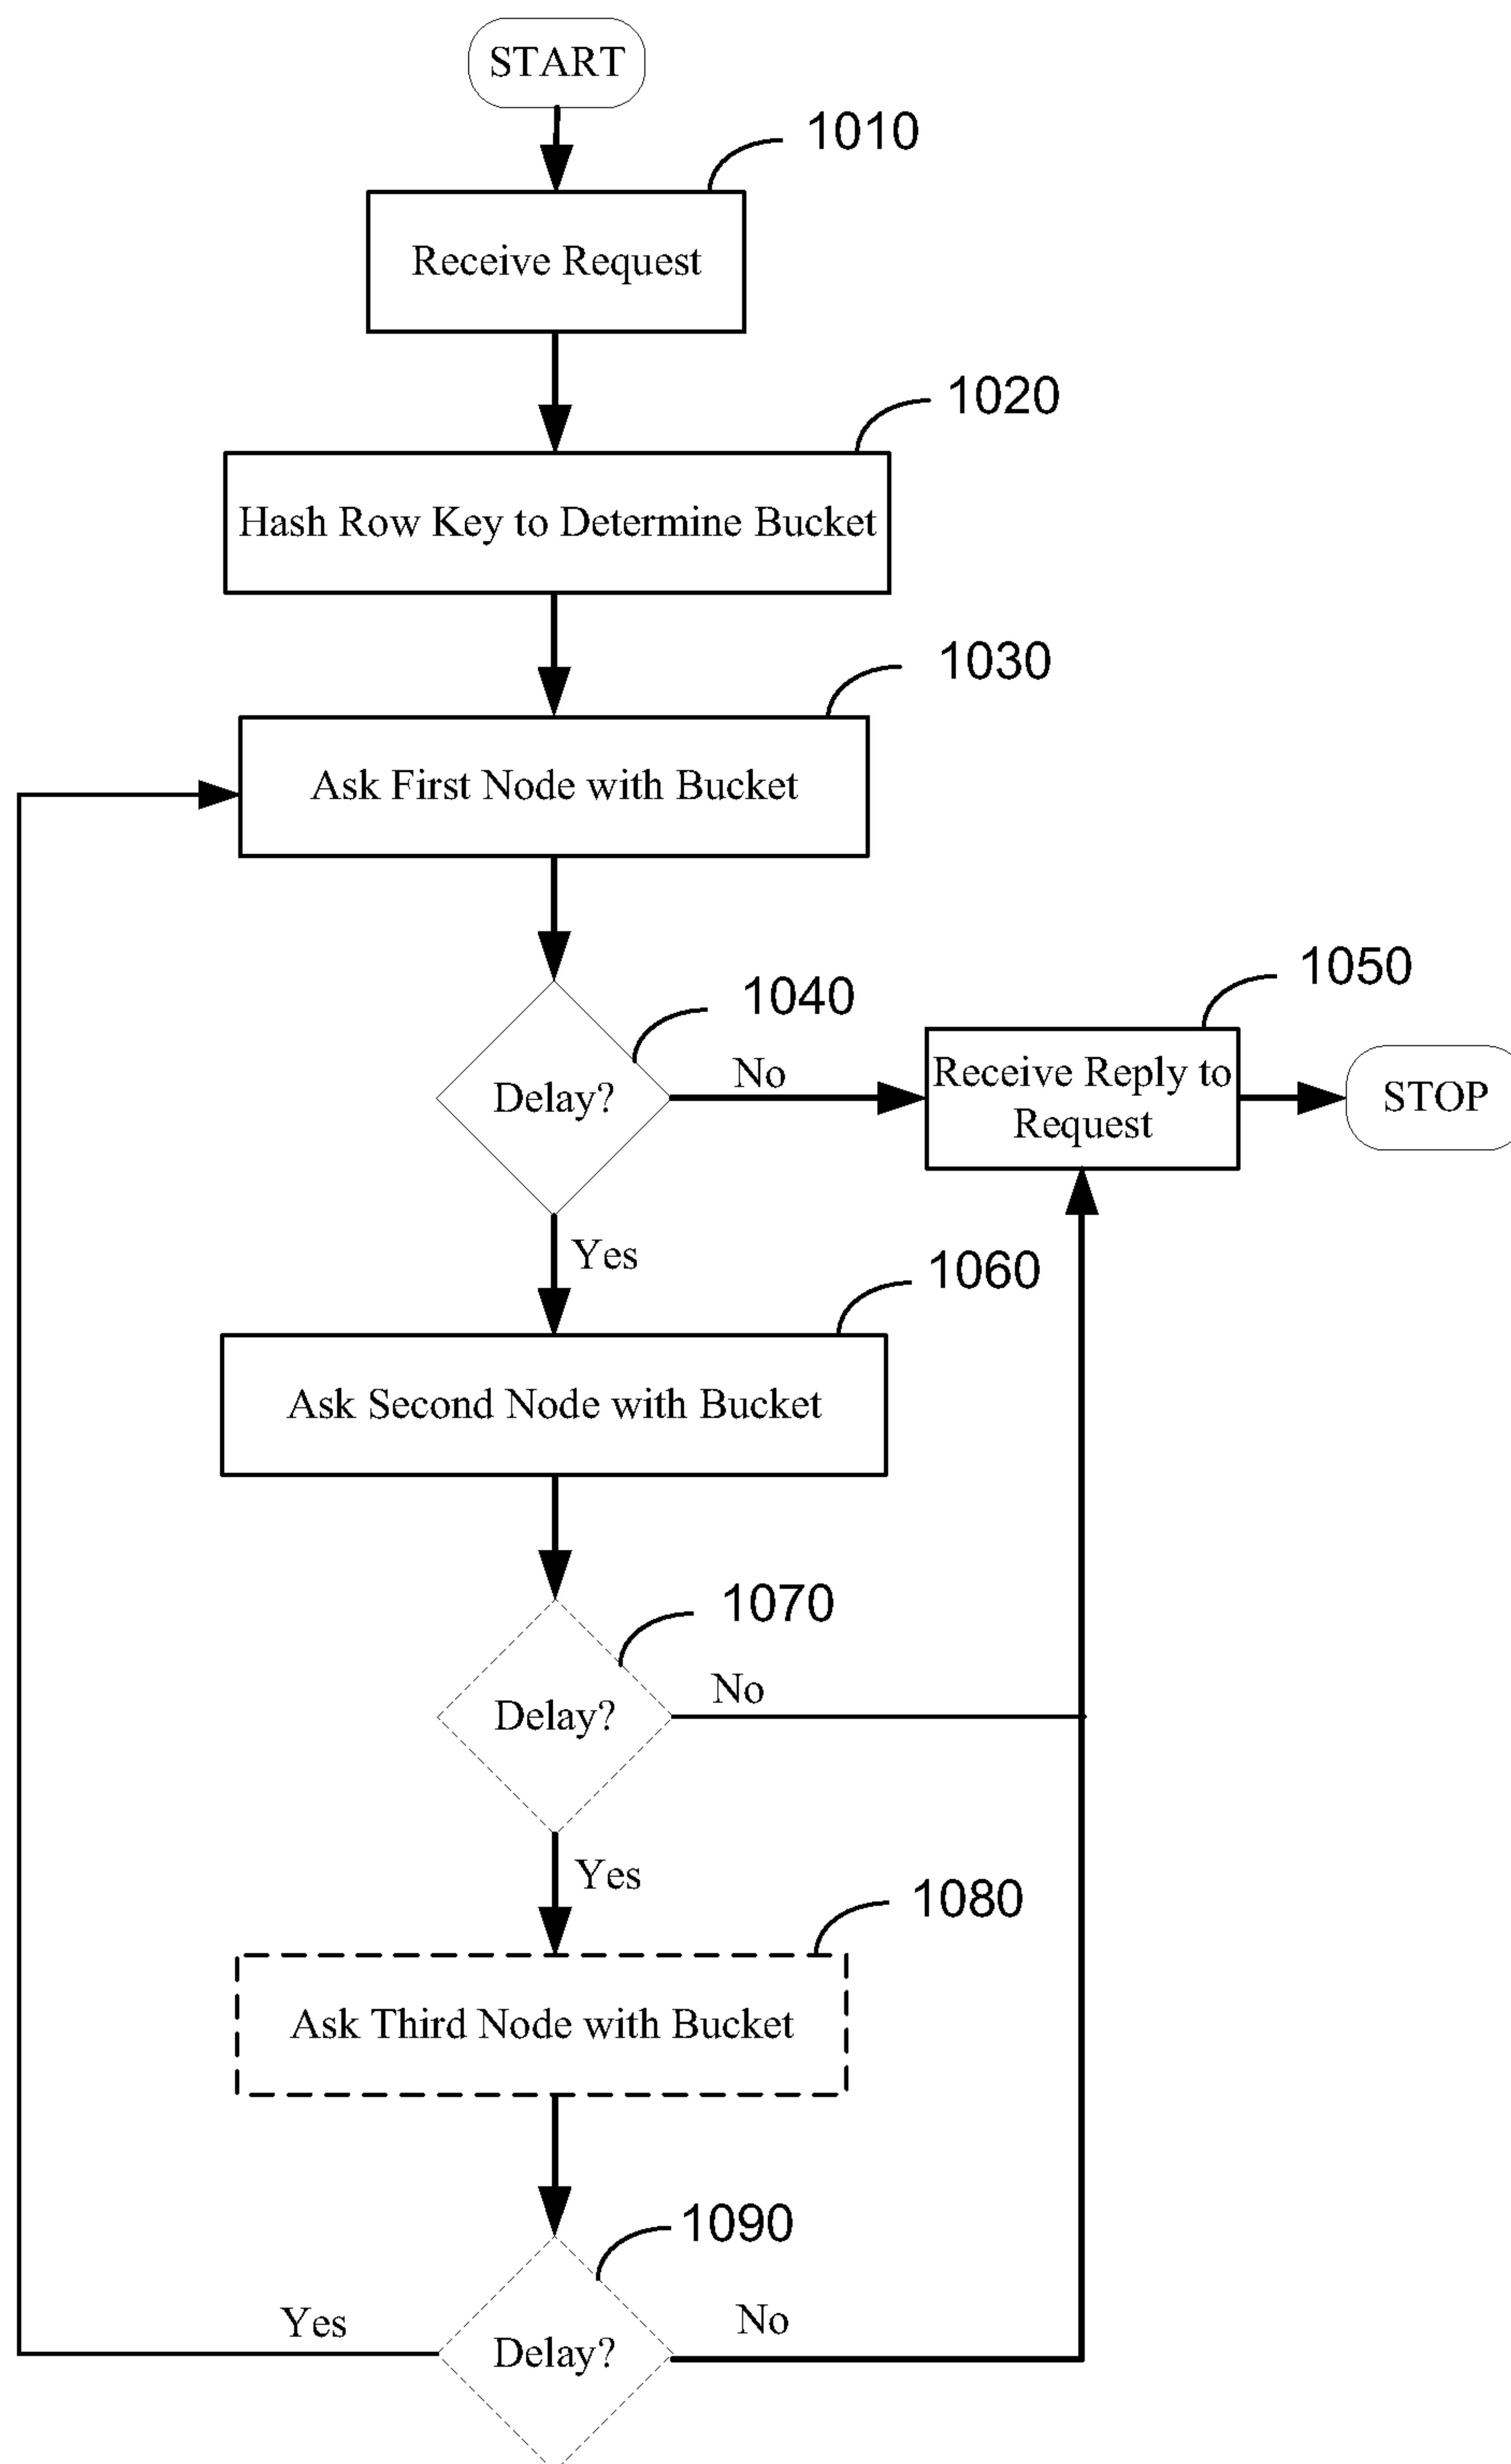 START
1010
Receive Request
1020
Hash Row Key to Determine Bucket
1030
Ask First Node with Bucket
1040
Delay?
No
1050
Receive Reply to
Request
STOP
Yes
1060
Ask Second Node with Bucket
1070
Delay?
No
Yes
1080
Ask Third Node with Bucket
1090
Yes
Delay?
No